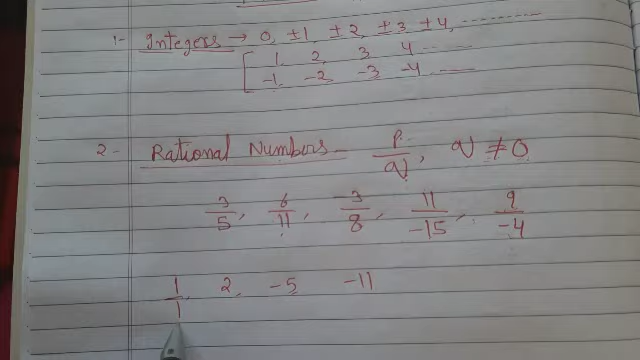 1- Integers → 0, ±1 ±2, ±3 ±4, ------
1, 2, 3 4 -----
-1, -2, -3 -4 -----
2- Rational Numbers - p/q, q ≠ 0
3/5, 6/11, 3/8, 11/-15, 9/-4
1/1 2, -5 -11